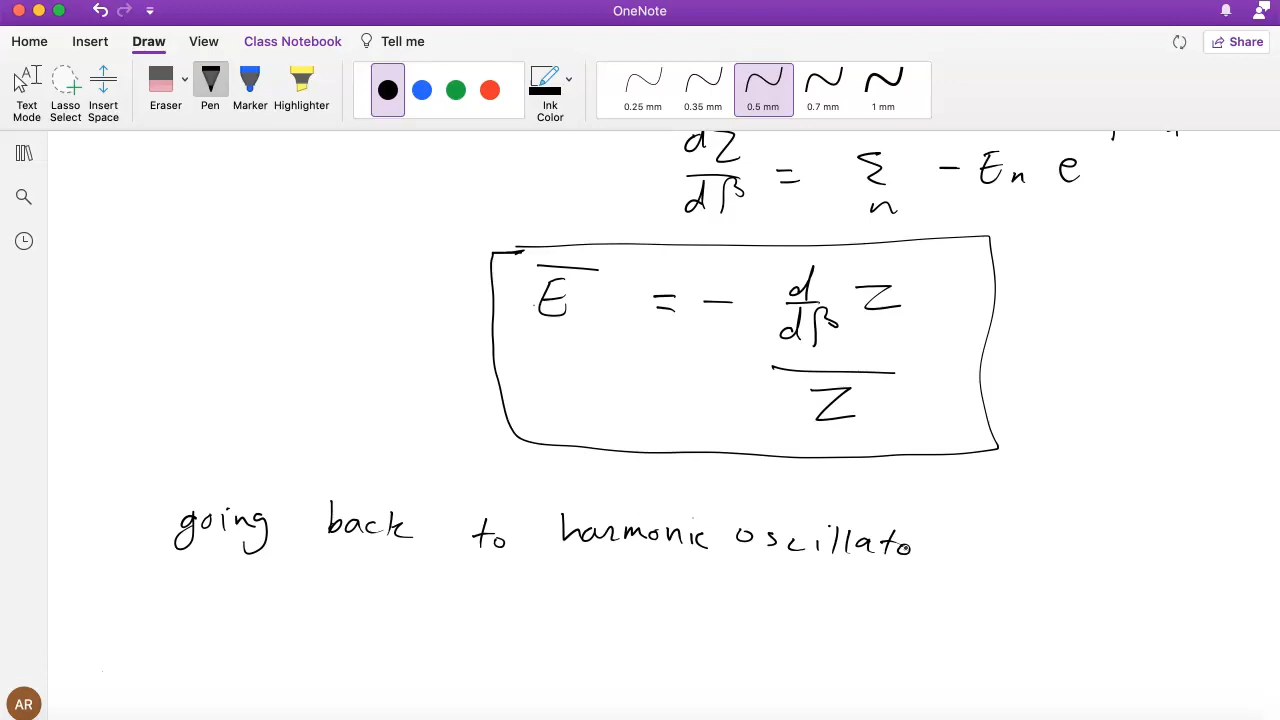 OneNote
Home Insert Draw View Class Notebook Tell me Share
Text Mode Lasso Select Insert Space Eraser Pen Marker Highlighter Ink Color 0.25 mm 0.35 mm 0.5 mm 0.7 mm 1 mm
dZ/dβ = Σ_n - E_n e
E̅ = - (d/dβ Z)/Z
going back to harmonic oscillato
AR